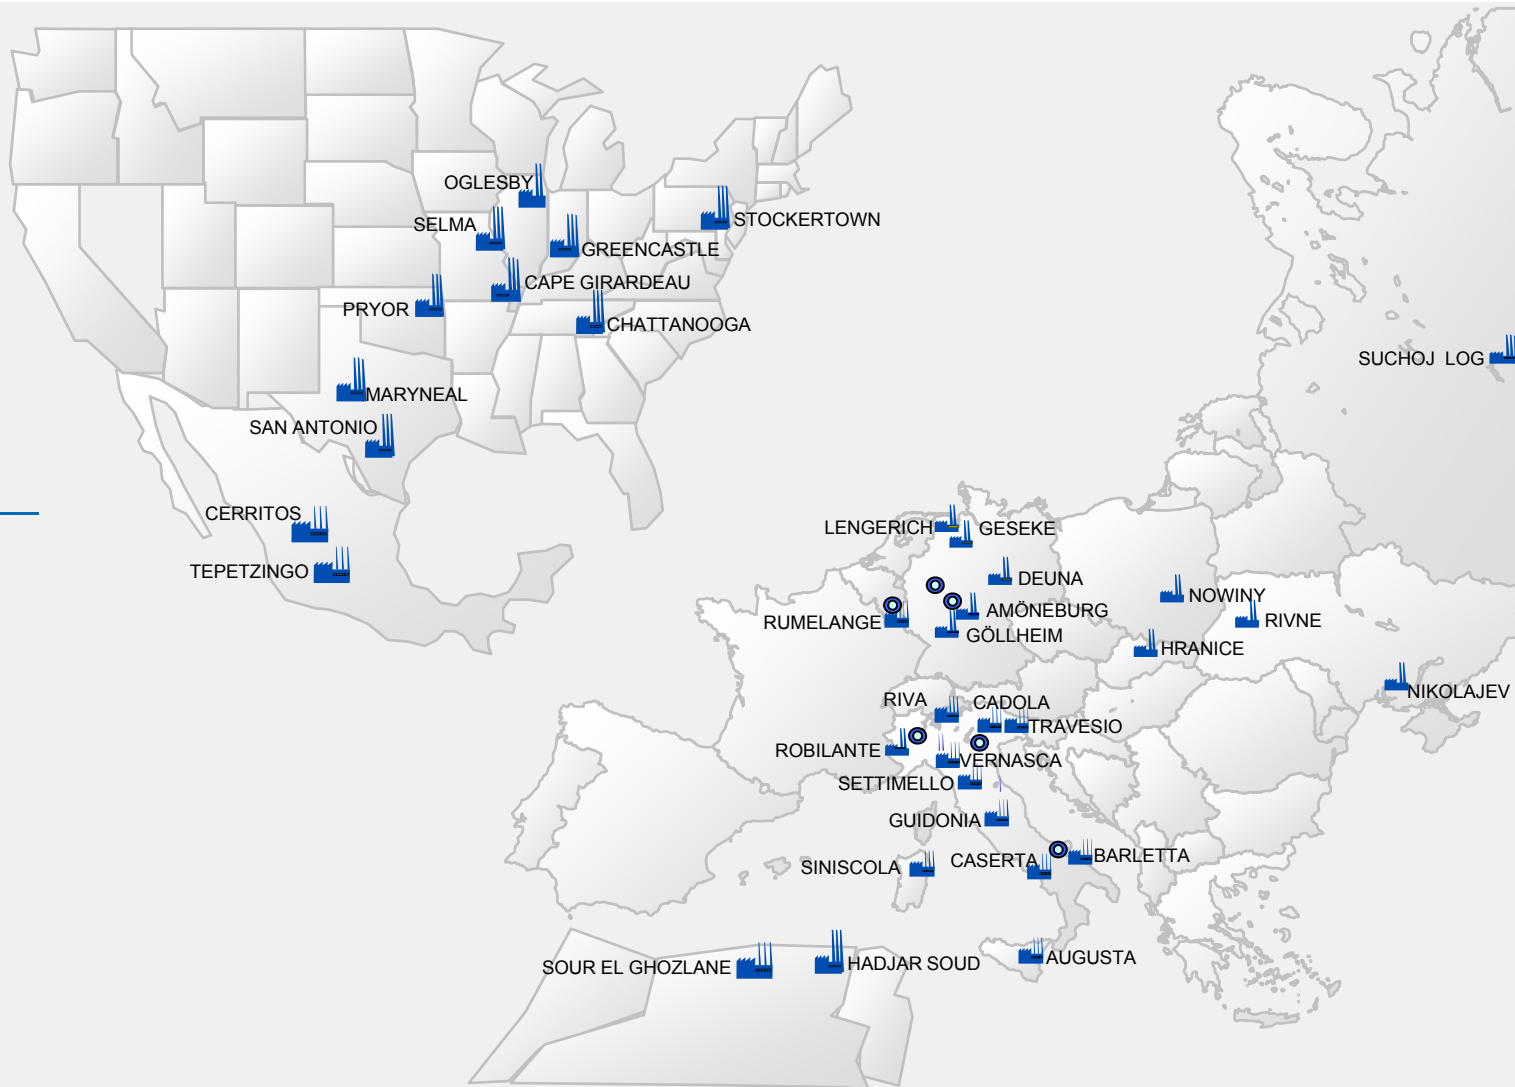 OGLESBY
STOCKERTOWN
SELMA
GREENCASTLE
CAPE GIRARDEAU
PRYOR
CHATTANOOGA
SUCHOJ LOG
MARYNEAL
SAN ANTONIO
CERRITOS
TEPETZINGO
LENGERICH
GESEKE
DEUNA
NOWINY
AMÖNEBURG
RUMELANGE
RIVNE
GÖLLHEIM
HRANICE
NIKOLAJEV
RIVA
CADOLA
TRAVESIO
ROBILANTE
VERNASCA
SETTIMELLO
GUIDONIA
BARLETTA
CASERTA
SINISCOLA
AUGUSTA
HADJAR SOUD
SOUR EL GHOZLANE